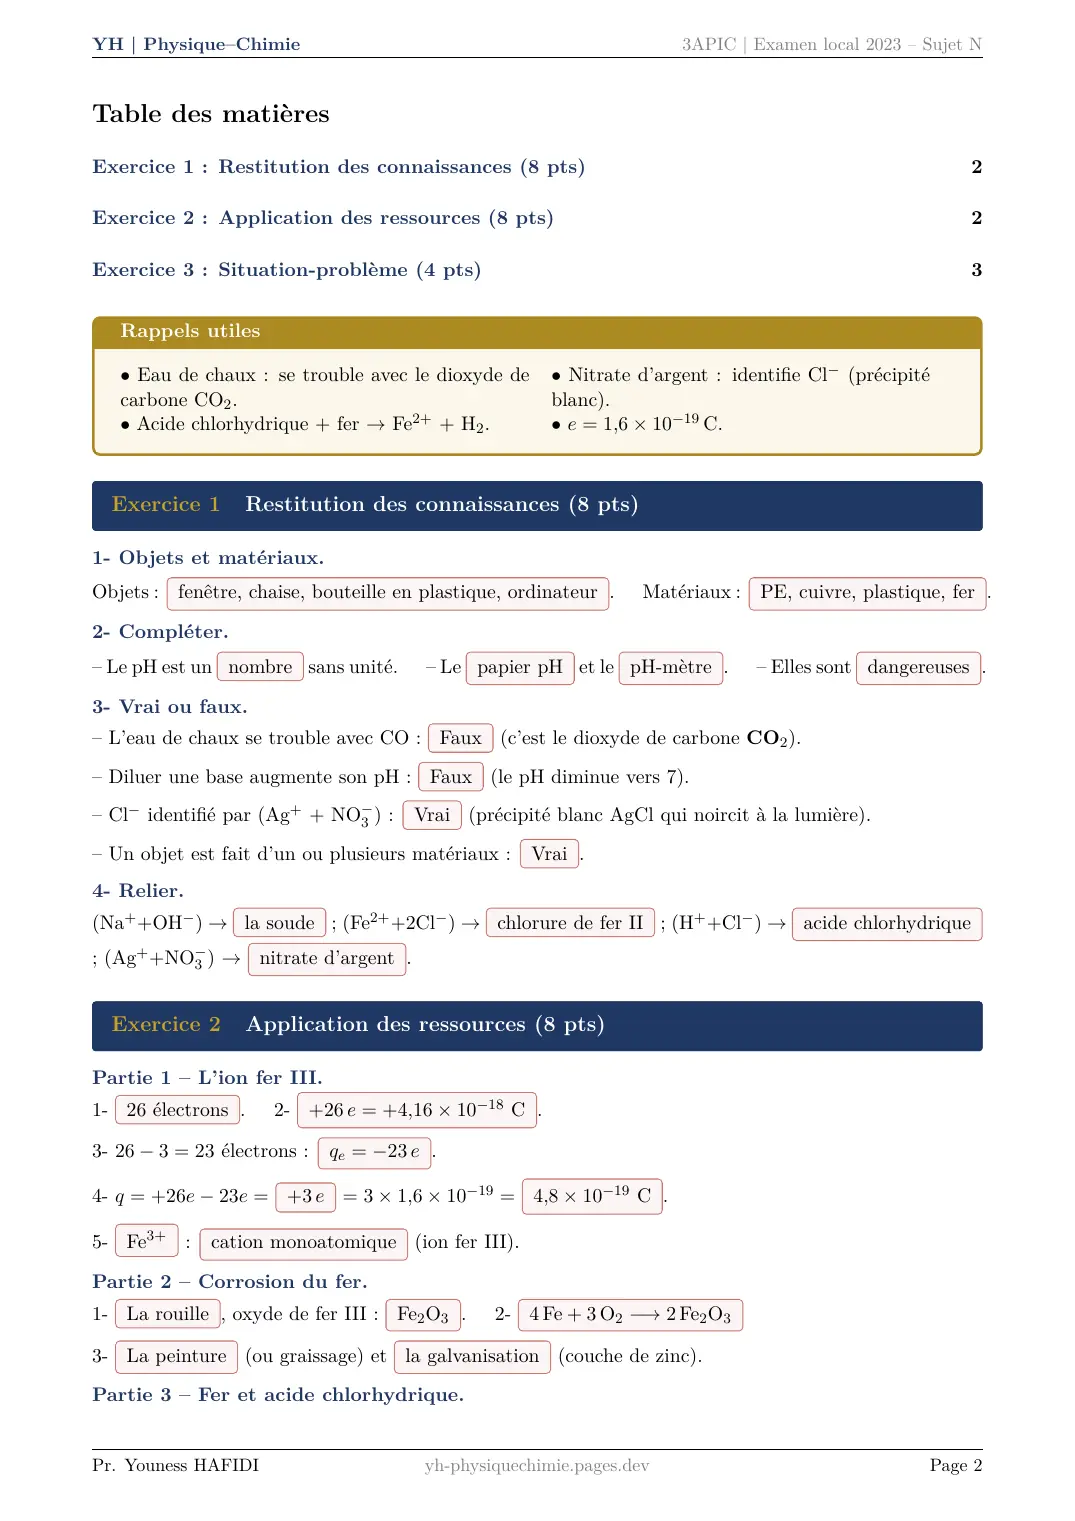 YH | Physique–Chimie 3APIC | Examen local 2023 – Sujet N
Table des matières
Exercice 1 : Restitution des connaissances (8 pts) 2
Exercice 2 : Application des ressources (8 pts) 2
Exercice 3 : Situation-problème (4 pts) 3
Rappels utiles
• Eau de chaux : se trouble avec le dioxyde de
carbone CO₂.
• Acide chlorhydrique + fer → Fe²⁺ + H₂.
• Nitrate d'argent : identifie Cl⁻ (précipité
blanc).
• e = 1,6 × 10⁻¹⁹ C.
Exercice 1 Restitution des connaissances (8 pts)
1- Objets et matériaux.
Objets : fenêtre, chaise, bouteille en plastique, ordinateur . Matériaux : PE, cuivre, plastique, fer .
2- Compléter.
– Le pH est un nombre sans unité. – Le papier pH et le pH-mètre . – Elles sont dangereuses .
3- Vrai ou faux.
– L'eau de chaux se trouble avec CO : Faux (c'est le dioxyde de carbone CO₂).
– Diluer une base augmente son pH : Faux (le pH diminue vers 7).
– Cl⁻ identifié par (Ag⁺ + NO₃⁻) : Vrai (précipité blanc AgCl qui noircit à la lumière).
– Un objet est fait d'un ou plusieurs matériaux : Vrai .
4- Relier.
(Na⁺+OH⁻) → la soude ; (Fe²⁺+2Cl⁻) → chlorure de fer II ; (H⁺+Cl⁻) → acide chlorhydrique
; (Ag⁺+NO₃⁻) → nitrate d'argent .
Exercice 2 Application des ressources (8 pts)
Partie 1 – L'ion fer III.
1- 26 électrons . 2- +26 e = +4,16 × 10⁻¹⁸ C .
3- 26 − 3 = 23 électrons : qₑ = −23 e .
4- q = +26e − 23e = +3 e = 3 × 1,6 × 10⁻¹⁹ = 4,8 × 10⁻¹⁹ C .
5- Fe³⁺ : cation monoatomique (ion fer III).
Partie 2 – Corrosion du fer.
1- La rouille , oxyde de fer III : Fe₂O₃ . 2- 4 Fe + 3 O₂ ⟶ 2 Fe₂O₃
3- La peinture (ou graissage) et la galvanisation (couche de zinc).
Partie 3 – Fer et acide chlorhydrique.
Pr. Youness HAFIDI yh-physiquechimie.pages.dev Page 2